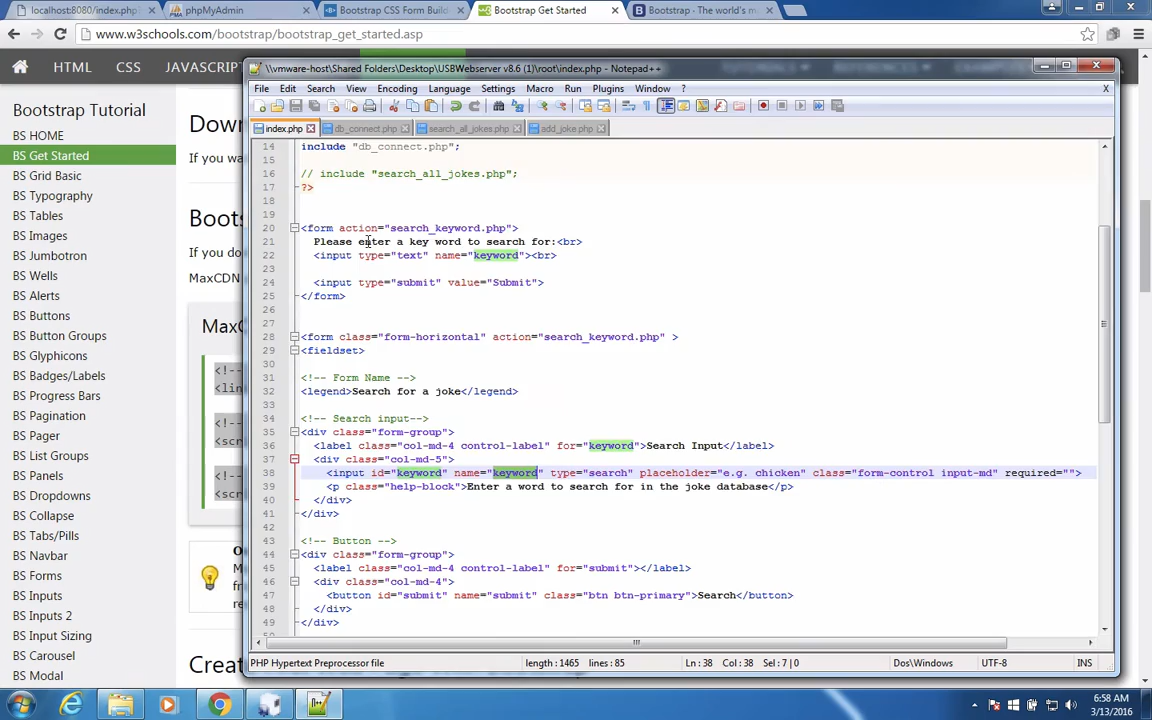 localhost:8080/index.php
phpMyAdmin
Bootstrap CSS Form Build
Bootstrap Get Started
Bootstrap · The world's m
www.w3schools.com/bootstrap/bootstrap_get_started.asp
HTML
CSS
JAVASCRI
Bootstrap Tutorial
BS HOME
BS Get Started
BS Grid Basic
BS Typography
BS Tables
BS Images
BS Jumbotron
BS Wells
BS Alerts
BS Buttons
BS Button Groups
BS Glyphicons
BS Badges/Labels
BS Progress Bars
BS Pagination
BS Pager
BS List Groups
BS Panels
BS Dropdowns
BS Collapse
BS Tabs/Pills
BS Navbar
BS Forms
BS Inputs
BS Inputs 2
BS Input Sizing
BS Carousel
BS Modal
Down
If you wa
Boots
If you do
MaxCDN
MaxC
<!--
<lin
<!--
<scr
<!--
<scr
Creat
\\vmware-host\Shared Folders\Desktop\USBWebserver v8.6 (1)\root\index.php - Notepad++
File Edit Search View Encoding Language Settings Macro Run Plugins Window ? X
index.php db_connect.php search_all_jokes.php add_joke.php
14 include "db_connect.php";
15
16 // include "search_all_jokes.php";
17 ?>
18
19
20 <form action="search_keyword.php">
21 Please enter a key word to search for:<br>
22 <input type="text" name="keyword"><br>
23
24 <input type="submit" value="Submit">
25 </form>
26
27
28 <form class="form-horizontal" action="search_keyword.php" >
29 <fieldset>
30
31 <!-- Form Name -->
32 <legend>Search for a joke</legend>
33
34 <!-- Search input-->
35 <div class="form-group">
36 <label class="col-md-4 control-label" for="keyword">Search Input</label>
37 <div class="col-md-5">
38 <input id="keyword" name="keyword" type="search" placeholder="e.g. chicken" class="form-control input-md" required="">
39 <p class="help-block">Enter a word to search for in the joke database</p>
40 </div>
41 </div>
42
43 <!-- Button -->
44 <div class="form-group">
45 <label class="col-md-4 control-label" for="submit"></label>
46 <div class="col-md-4">
47 <button id="submit" name="submit" class="btn btn-primary">Search</button>
48 </div>
49 </div>
PHP Hypertext Preprocessor file length : 1465 lines : 85 Ln : 38 Col : 38 Sel : 7 | 0 Dos\Windows UTF-8 INS
6:58 AM
3/13/2016